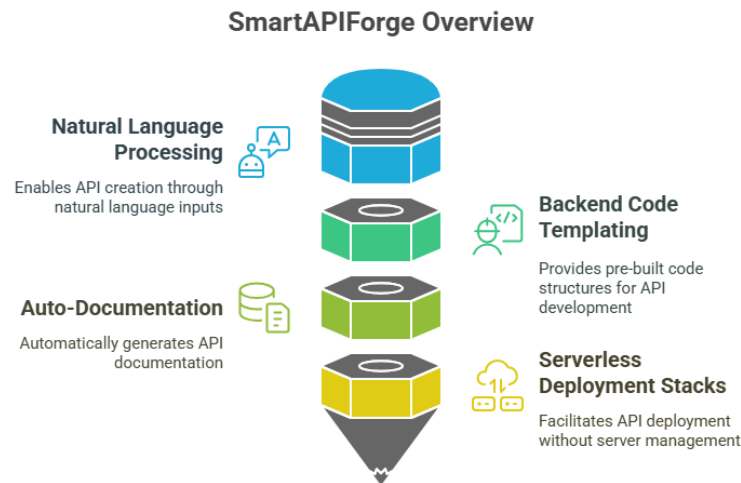 SmartAPIForge Overview
Natural Language
Processing
Enables API creation through
natural language inputs
A
Backend Code
Templating
</>
Provides pre-built code
structures for API
development
Auto-Documentation
Automatically generates API
documentation
Serverless
Deployment Stacks
Facilitates API deployment
without server management